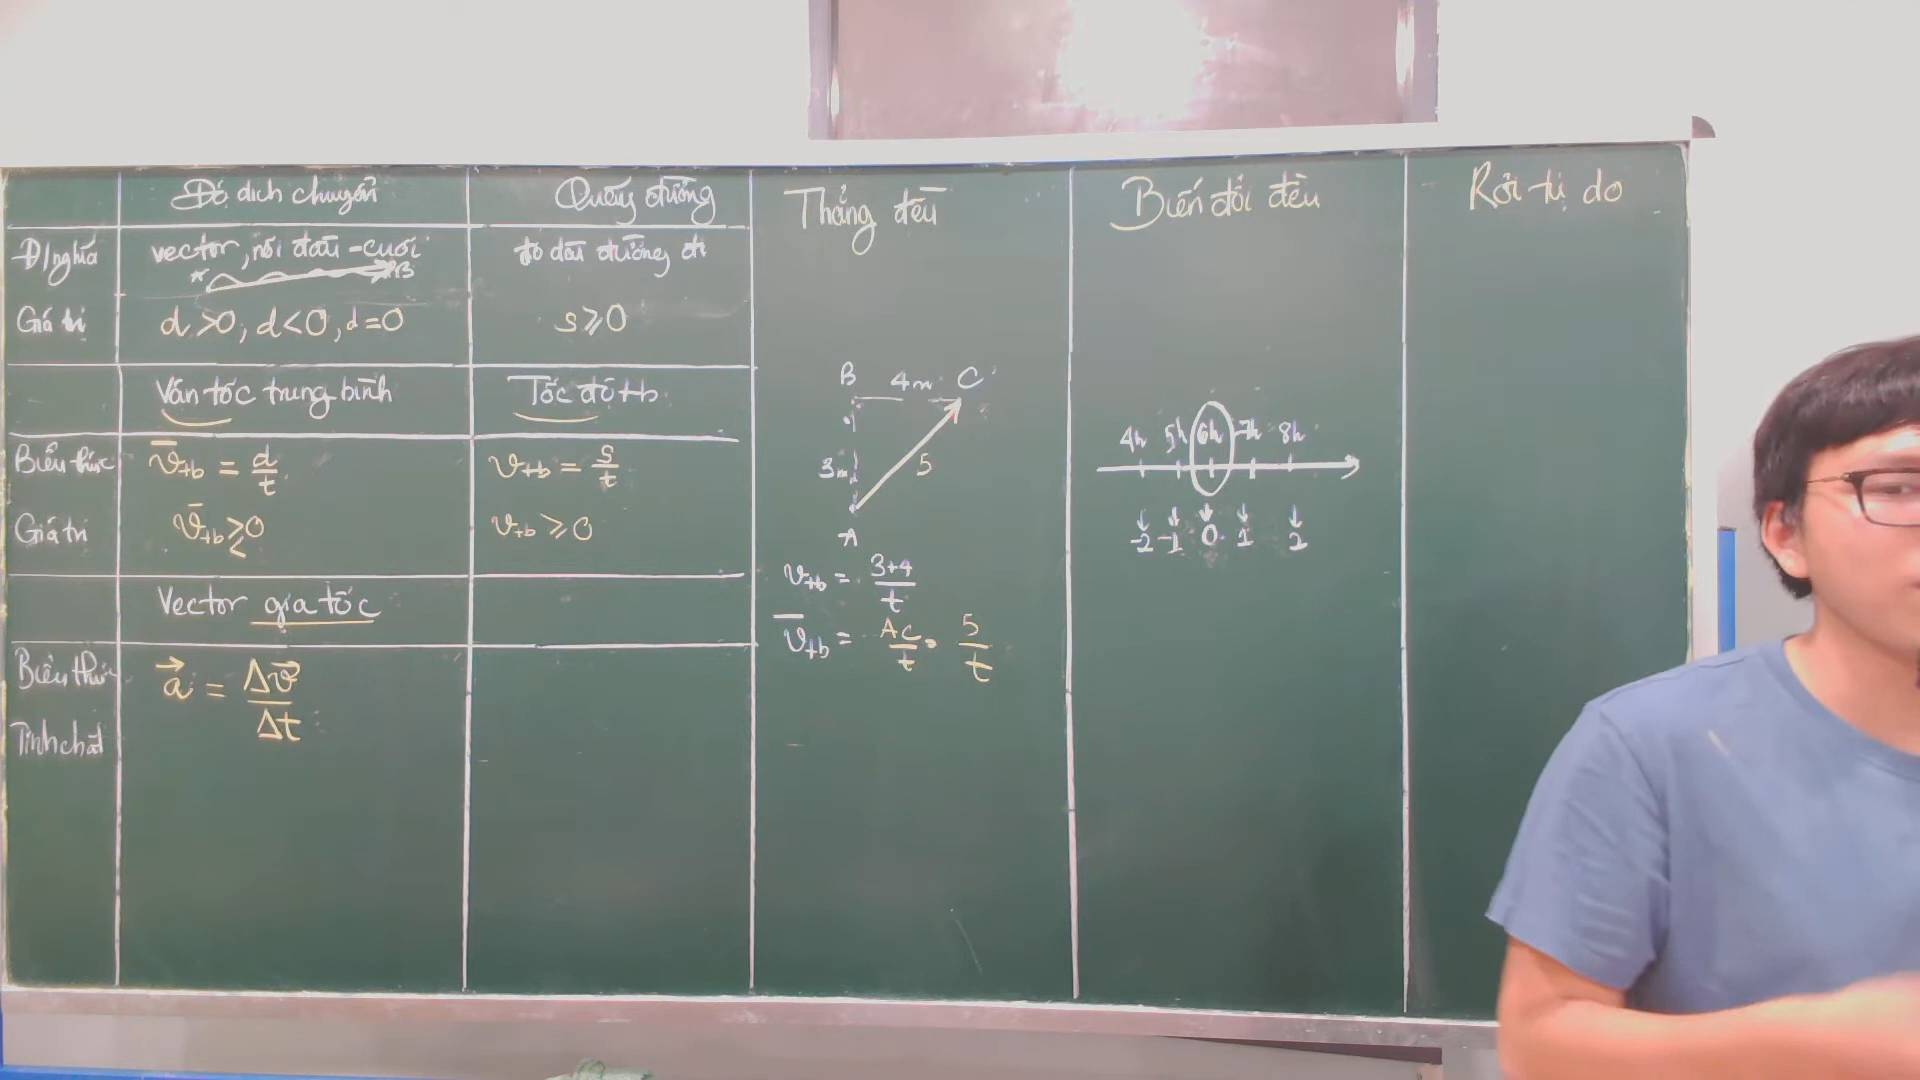 Độ dịch chuyển
Quãng đường
Đ/nghĩa
vector, nối đầu - cuối
A B
độ dài đường đi
Giá trị
d > 0, d < 0, d = 0
s ⩾ 0
Vận tốc trung bình
Tốc độ tb
Biểu thức
v̄tb = d/t
vtb = s/t
Giá trị
v̄tb ⪌ 0
vtb ⩾ 0
Vector gia tốc
Biểu thức
a⃗ = Δv⃗/Δt
Tính chất
Thẳng đều
B 4m C
3m 5
A
vtb = (3+4)/t
v̄tb = AC/t = 5/t
Biến đổi đều
4h 5h 6h 7h 8h
-2 -1 0 1 2
Rơi tự do